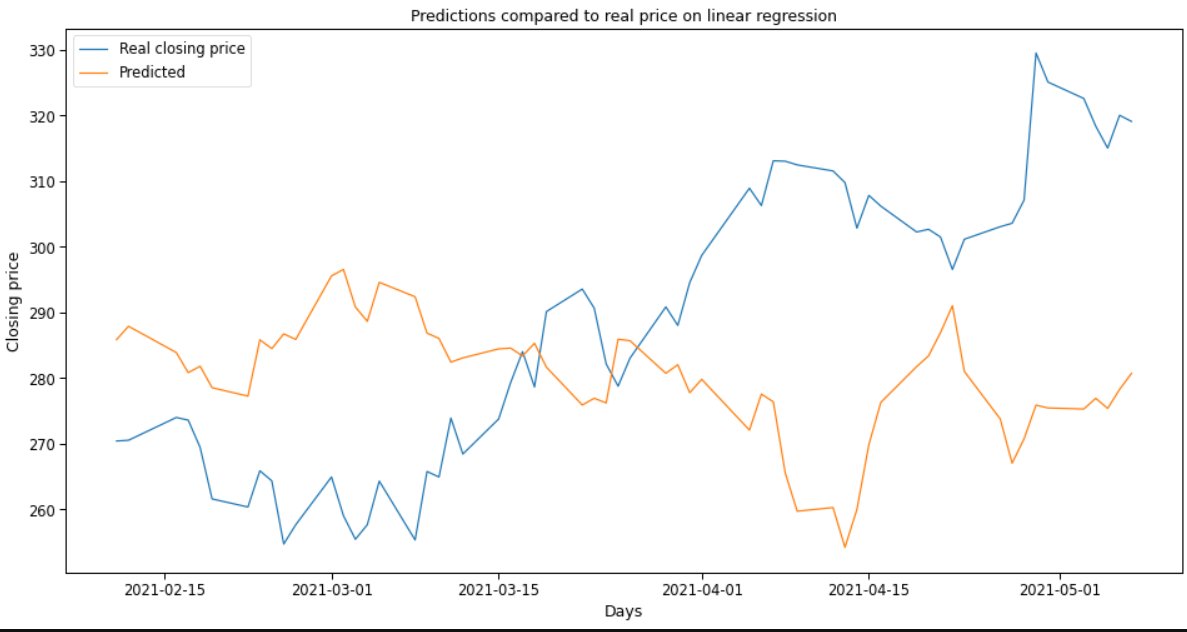 Predictions compared to real price on linear regression
Real closing price
Predicted
Closing price
330
320
310
300
290
280
270
260
2021-02-15 2021-03-01 2021-03-15 2021-04-01 2021-04-15 2021-05-01
Days